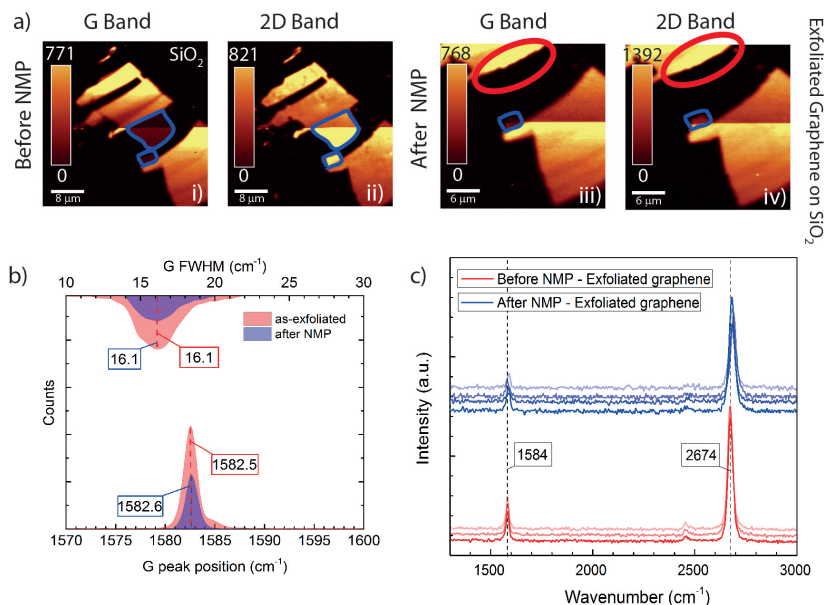 a)
G Band
2D Band
G Band
2D Band
Before NMP
771
SiO2
0
8 μm
i)
821
0
8 μm
ii)
After NMP
768
0
6 μm
iii)
1392
0
6 μm
iv)
Exfoliated Graphene on SiO2
b)
G FWHM (cm-1)
10 15 20 25 30
as-exfoliated
after NMP
16.1
16.1
Counts
1582.5
1582.6
1570 1575 1579 1585 1590 1595 1600
G peak position (cm-1)
c)
Before NMP - Exfoliated graphene
After NMP - Exfoliated graphene
Intensity (a.u.)
1584
2674
1500 2000 2500 3000
Wavenumber (cm-1)